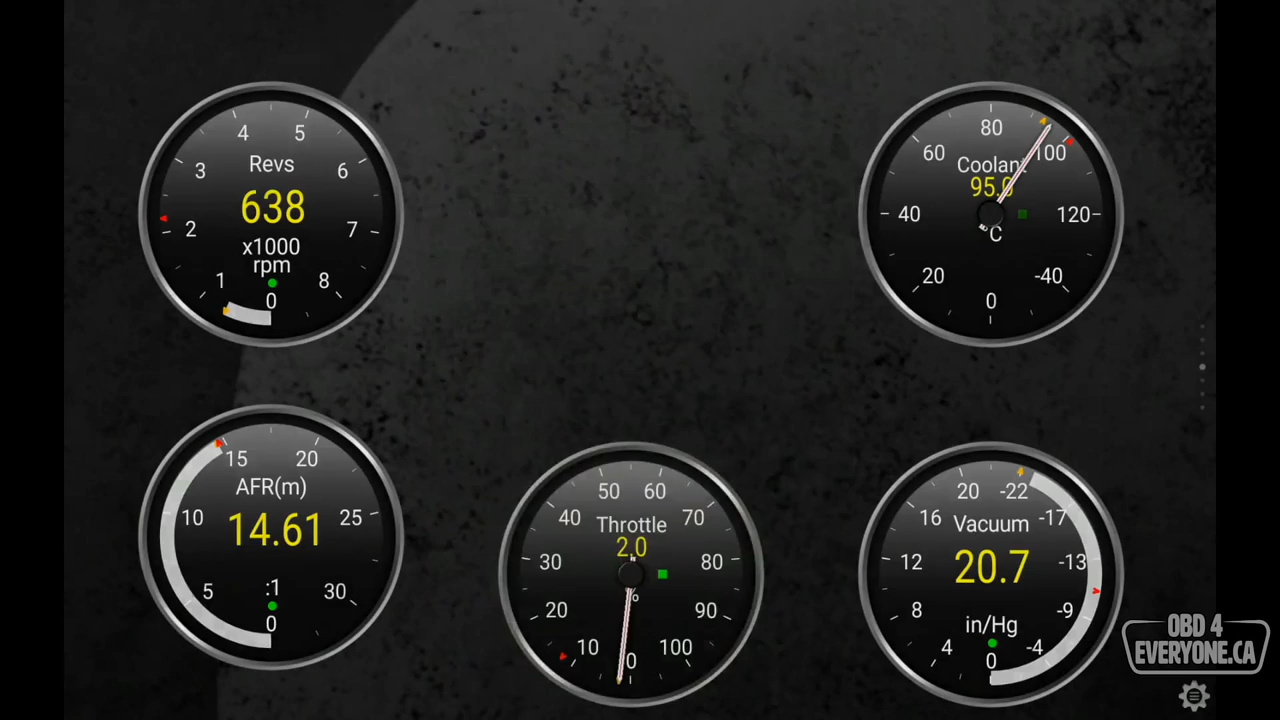 4 5
3 Revs 6
638
2 x1000 7
rpm
1 0 8
80
60 Coolant 100
95.0
40 120
°C
20 -40
0
15 20
AFR(m)
10 14.61 25
5 :1 30
0
50 60
40 Throttle 70
2.0
30 80
%
20 90
10 0 100
20 -22
16 Vacuum -17
12 20.7 -13
8 in/Hg -9
4 0 -4
OBD 4
EVERYONE.CA